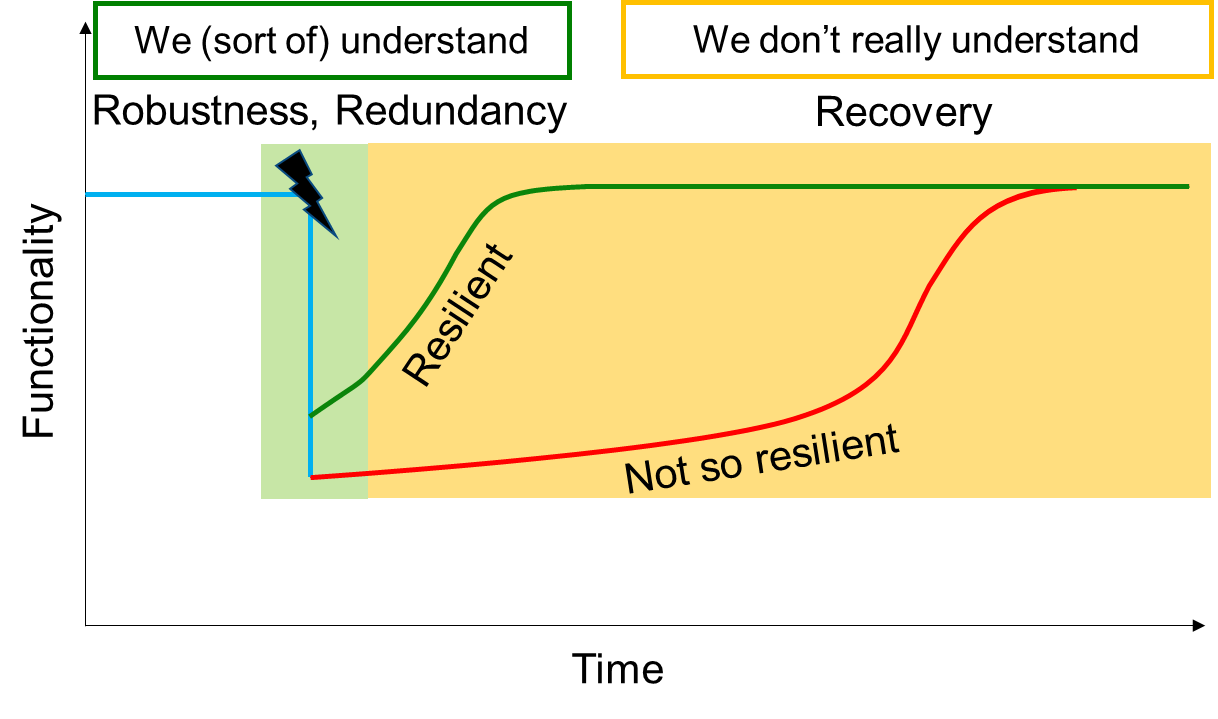 We (sort of) understand
We don’t really understand
Robustness, Redundancy
Recovery
Functionality
Resilient
Not so resilient
Time